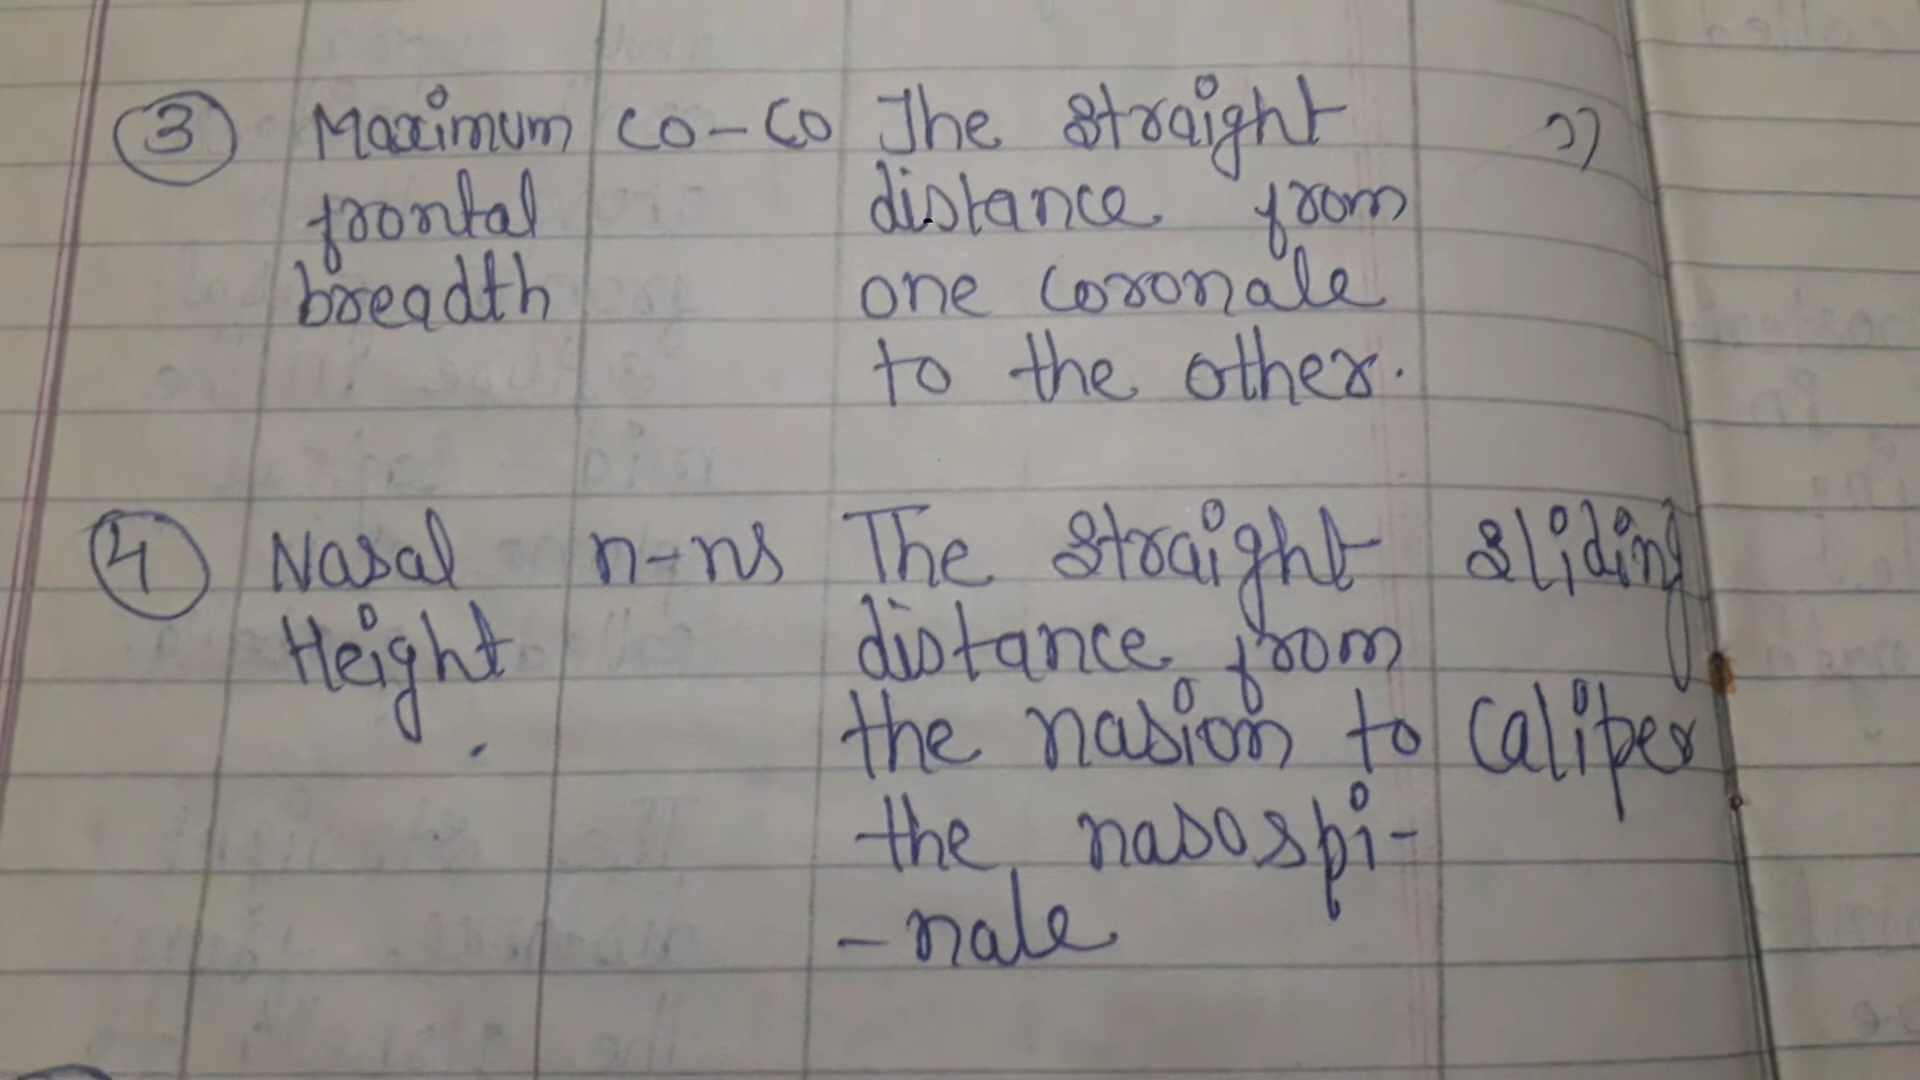 3 Maximum co-co The straight ''
frontal distance from
breadth one coronale
to the other.
4 Nasal n-ns The straight sliding
Height distance from
the nasion to caliper
the nasospi-
-nale